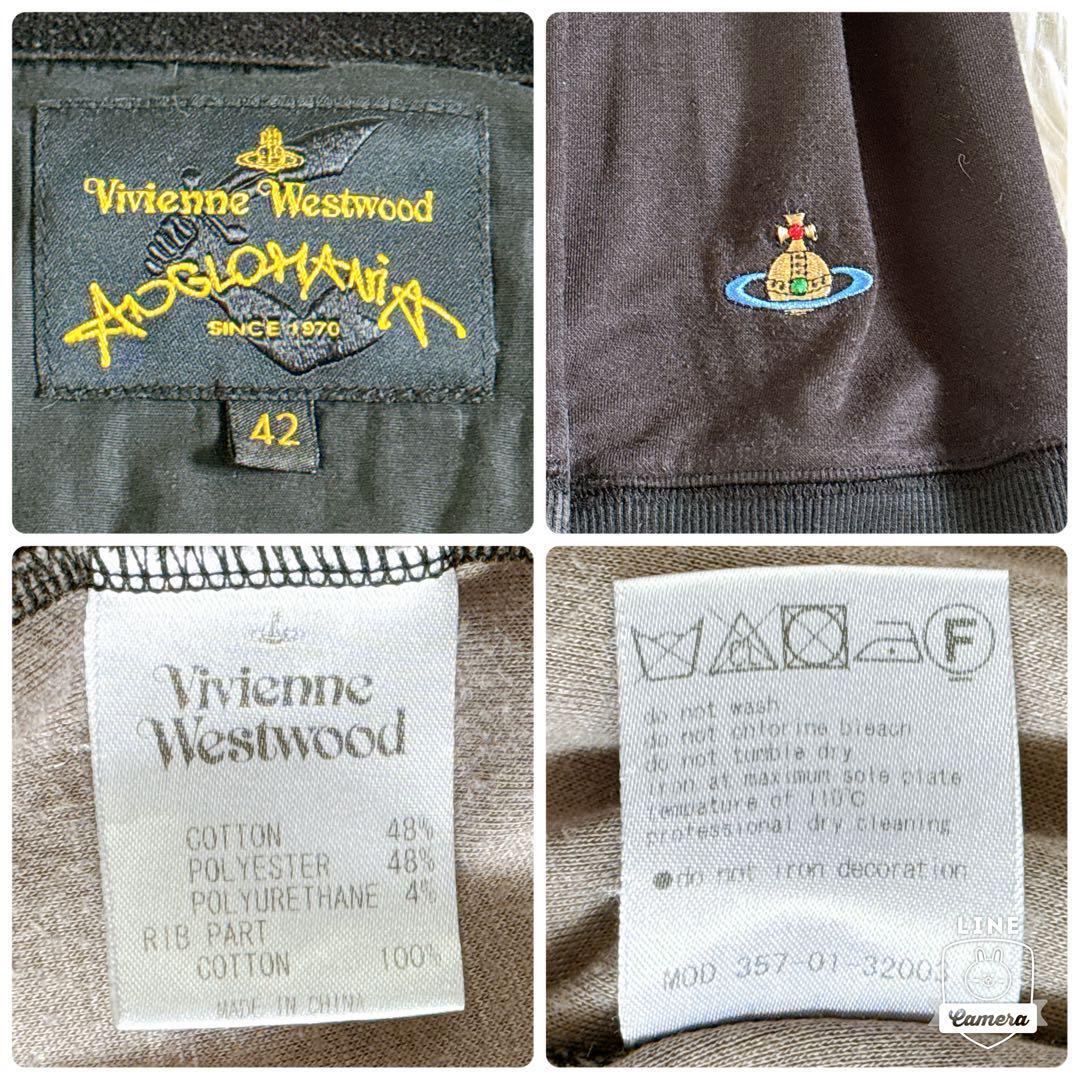 Vivienne Westwood
ANGLOMANiA
SINCE 1970
42
Vivienne
Westwood
COTTON 48%
POLYESTER 48%
POLYURETHANE 4%
RIB PART
COTTON 100%
MADE IN CHINA
CL
F
do not wash
do not chlorine bleach
do not tumble dry
iron at maximum sole plate
tempature of 110°C
professional dry cleaning
●do not iron decoration
MOD 357-01-32003
LINE
Camera